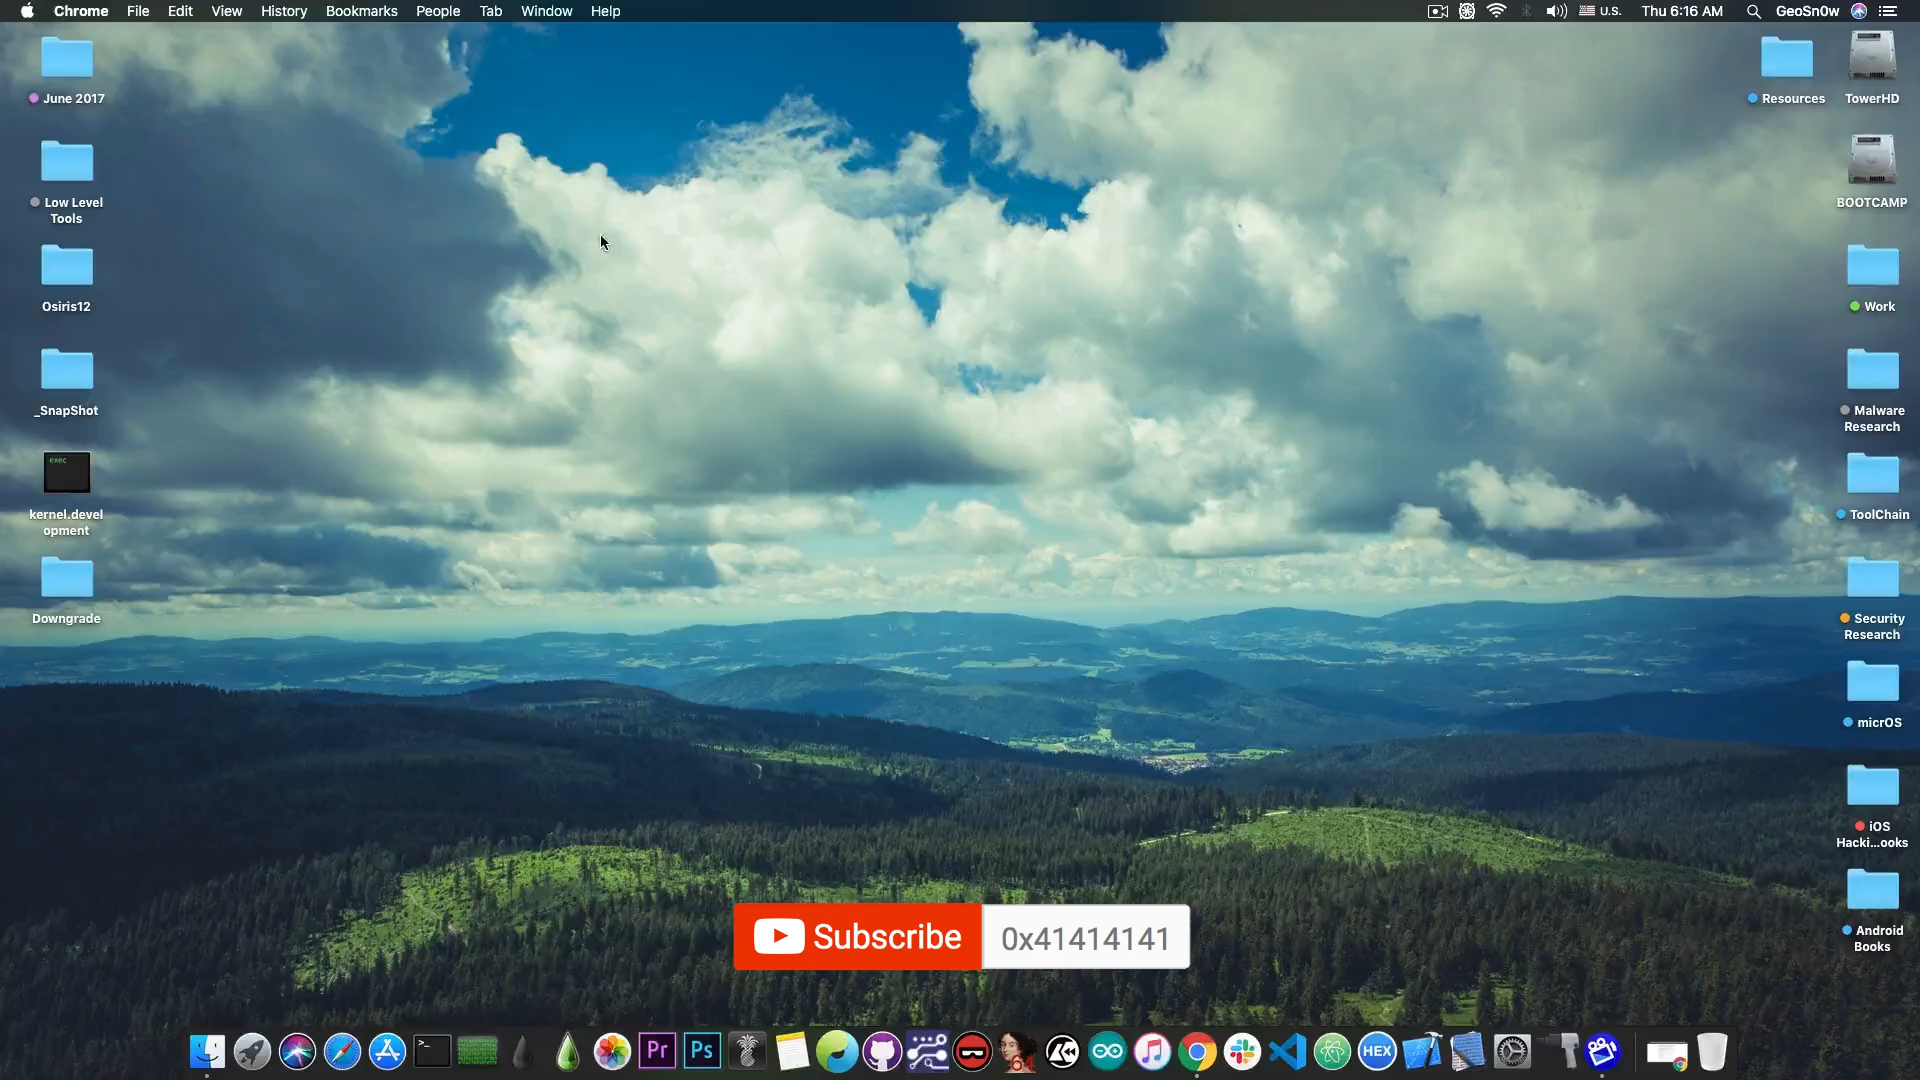 Chrome File Edit View History Bookmarks People Tab Window Help
U.S. Thu 6:16 AM GeoSn0w
June 2017
Low Level
Tools
Osiris12
_SnapShot
exec
kernel.devel
opment
Downgrade
Resources
TowerHD
BOOTCAMP
Work
Malware
Research
ToolChain
Security
Research
micrOS
iOS
Hacki...ooks
Android
Books
Subscribe
0x41414141
>_
Pr
Ps
64
HEX